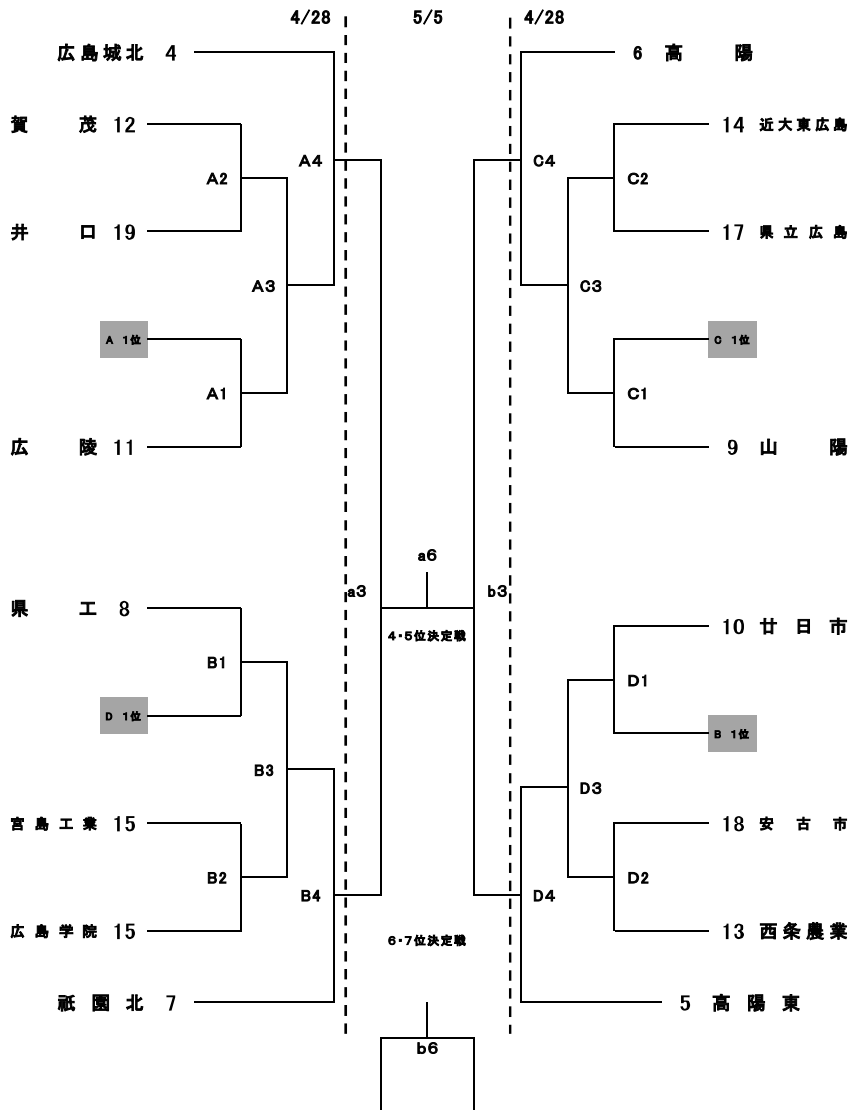 4/28 5/5 4/28
広島城北 4 6 高 陽
賀 茂 12 14 近大東広島
A4 C4
A2 C2
井 口 19 17 県立広島
A3 C3
A 1位 C 1位
A1 C1
広 陵 11 9 山 陽
a6
a3 b3
県 工 8 10 廿日市
4・5位決定戦
B1 D1
D 1位 B 1位
B3 D3
宮島工業 15 18 安古市
B2 D2
B4 D4
広島学院 15 13 西条農業
6・7位決定戦
祇園北 7 5 高陽東
b6